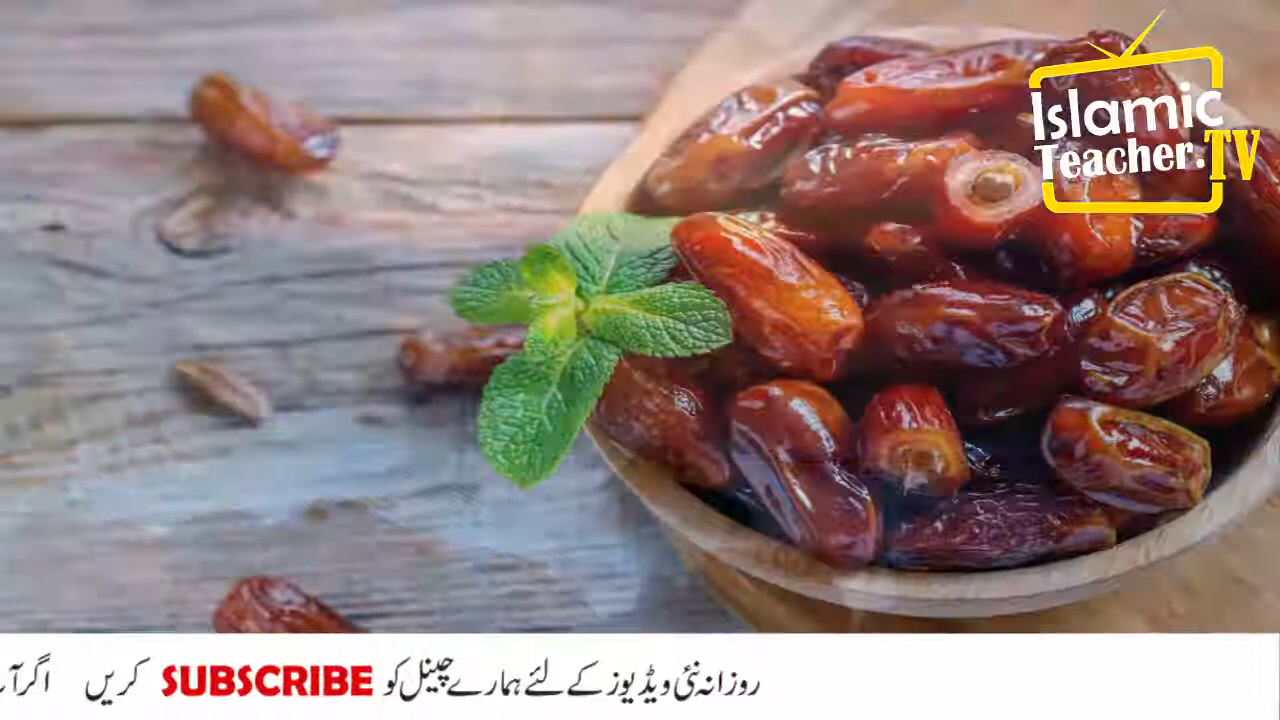 Islamic
Teacher.TV
روزانہ نئی ویڈیوز کے لئے ہمارے چینل کو SUBSCRIBE کریں